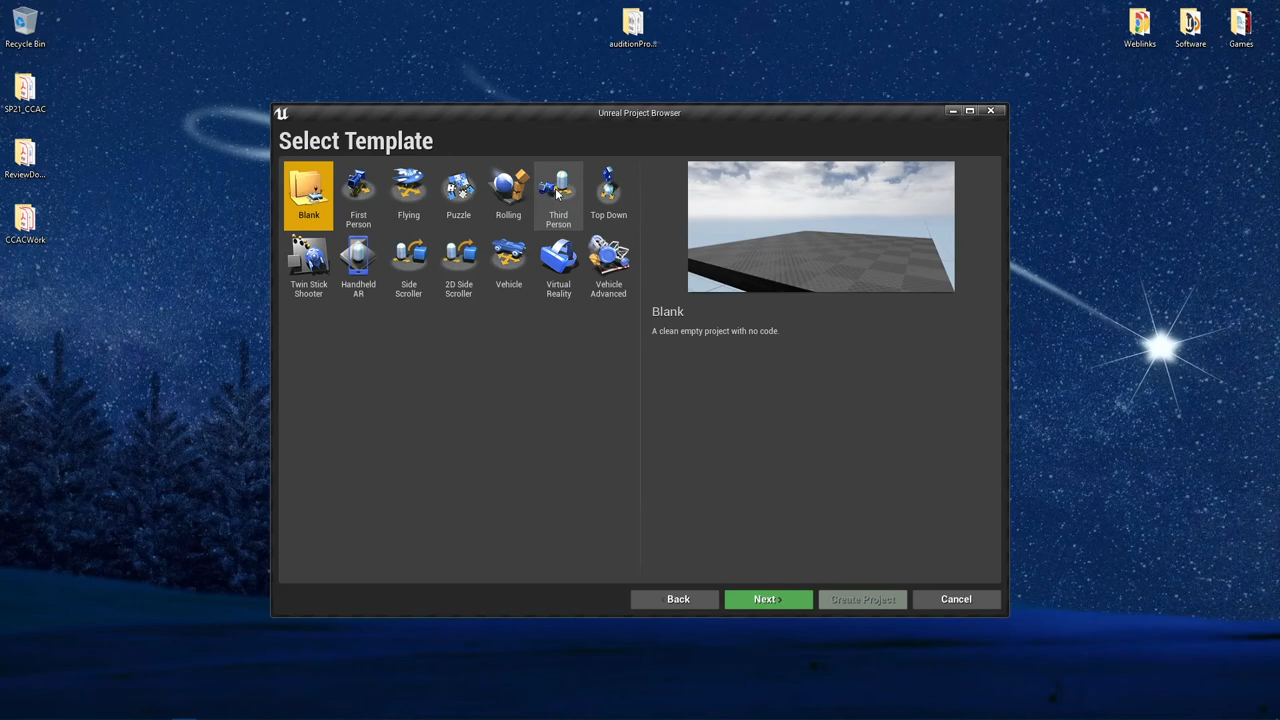 Recycle Bin
auditionPro...
Weblinks
Software
Games
SP21_CCAC
ReviewDo...
CCACWork
Unreal Project Browser
Select Template
Blank
First
Person
Flying
Puzzle
Rolling
Third
Person
Top Down
Twin Stick
Shooter
Handheld
AR
Side
Scroller
2D Side
Scroller
Vehicle
Virtual
Reality
Vehicle
Advanced
Blank
A clean empty project with no code.
Back
Next
Create Project
Cancel